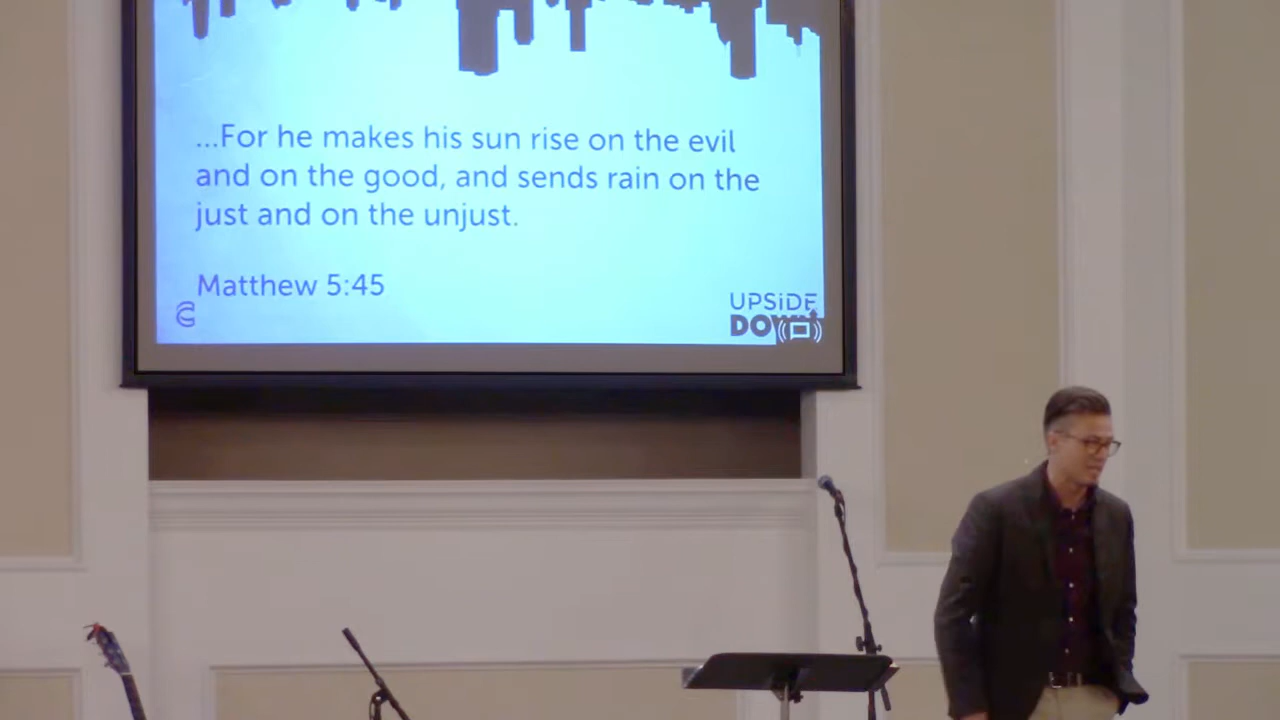 ...For he makes his sun rise on the evil
and on the good, and sends rain on the
just and on the unjust.
Matthew 5:45
UPSiDE